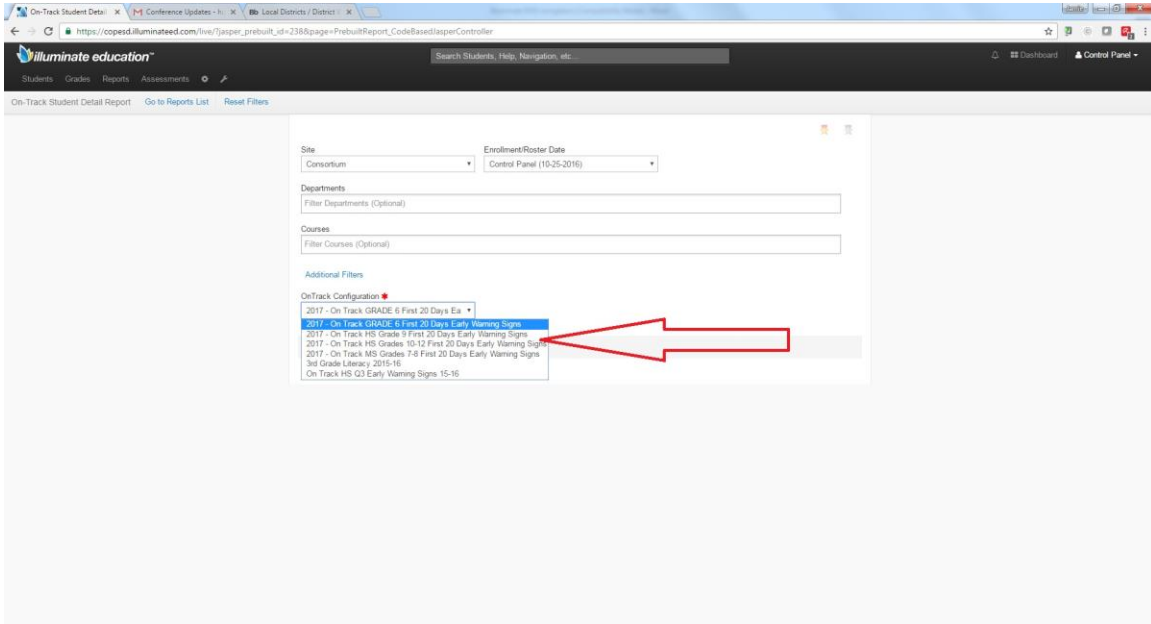 On-Track Student Detail
Conference Updates - h
Bb Local Districts / District
https://copesd.illuminateed.com/live/?jasper_prebuilt_id=238&page=PrebuiltReport_CodeBasedJasperController
illuminate education
Search Students, Help, Navigation, etc...
Dashboard
Control Panel
Students Grades Reports Assessments
On-Track Student Detail Report Go to Reports List Reset Filters
Site Enrollment/Roster Date
Consortium Control Panel (10-25-2016)
Departments
Filter Departments (Optional)
Courses
Filter Courses (Optional)
Additional Filters
OnTrack Configuration
2017 - On Track GRADE 6 First 20 Days Ea
2017 - On Track GRADE 6 First 20 Days Early Warning Signs
2017 - On Track HS Grade 9 First 20 Days Early Warning Signs
2017 - On Track HS Grades 10-12 First 20 Days Early Warning Signs
2017 - On Track MS Grades 7-8 First 20 Days Early Warning Signs
3rd Grade Literacy 2015-16
On Track HS Q3 Early Warning Signs 15-16